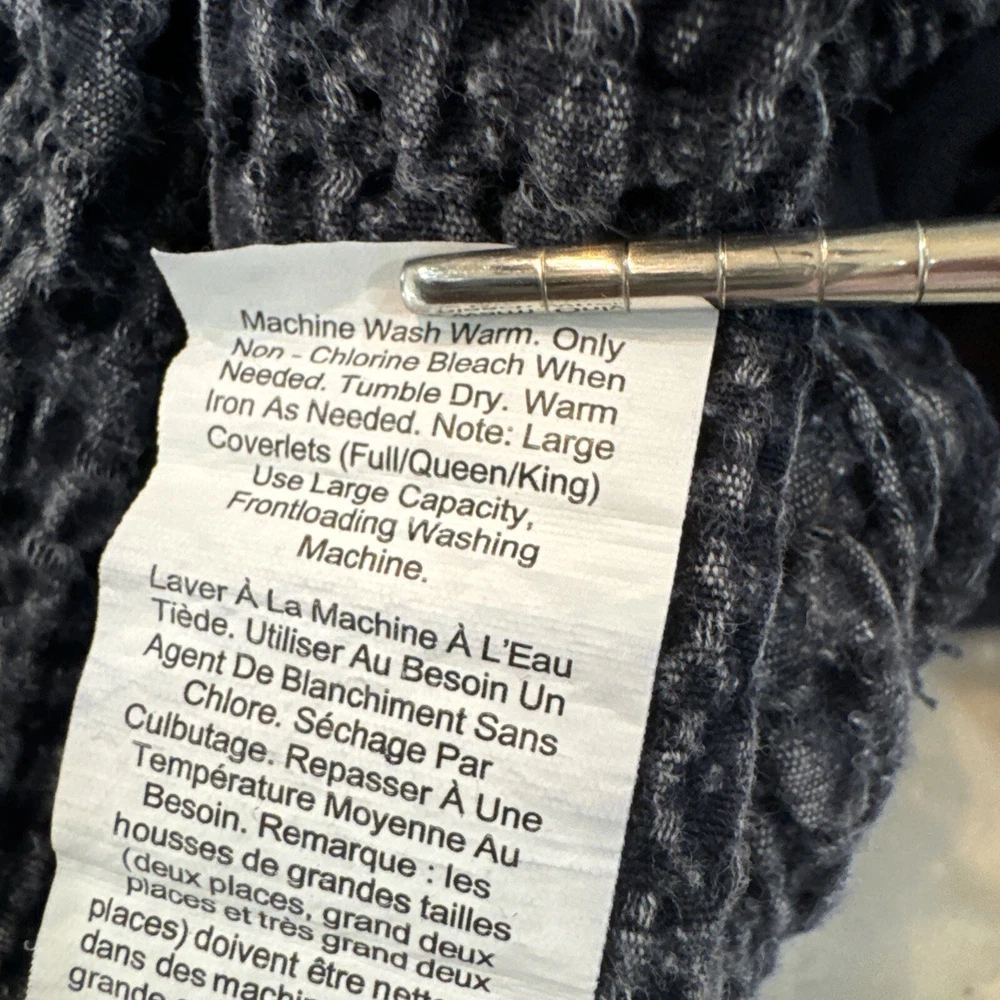 Machine Wash Warm. Only
Non - Chlorine Bleach When
Needed. Tumble Dry. Warm
Iron As Needed. Note: Large
Coverlets (Full/Queen/King)
Use Large Capacity,
Frontloading Washing
Machine.
Laver À La Machine À L'Eau
Tiède. Utiliser Au Besoin Un
Agent De Blanchiment Sans
Chlore. Séchage Par
Culbutage. Repasser À Une
Température Moyenne Au
Besoin. Remarque : les
housses de grandes tailles
(deux places, grand deux
places et très grand deux
places) doivent être
dans des